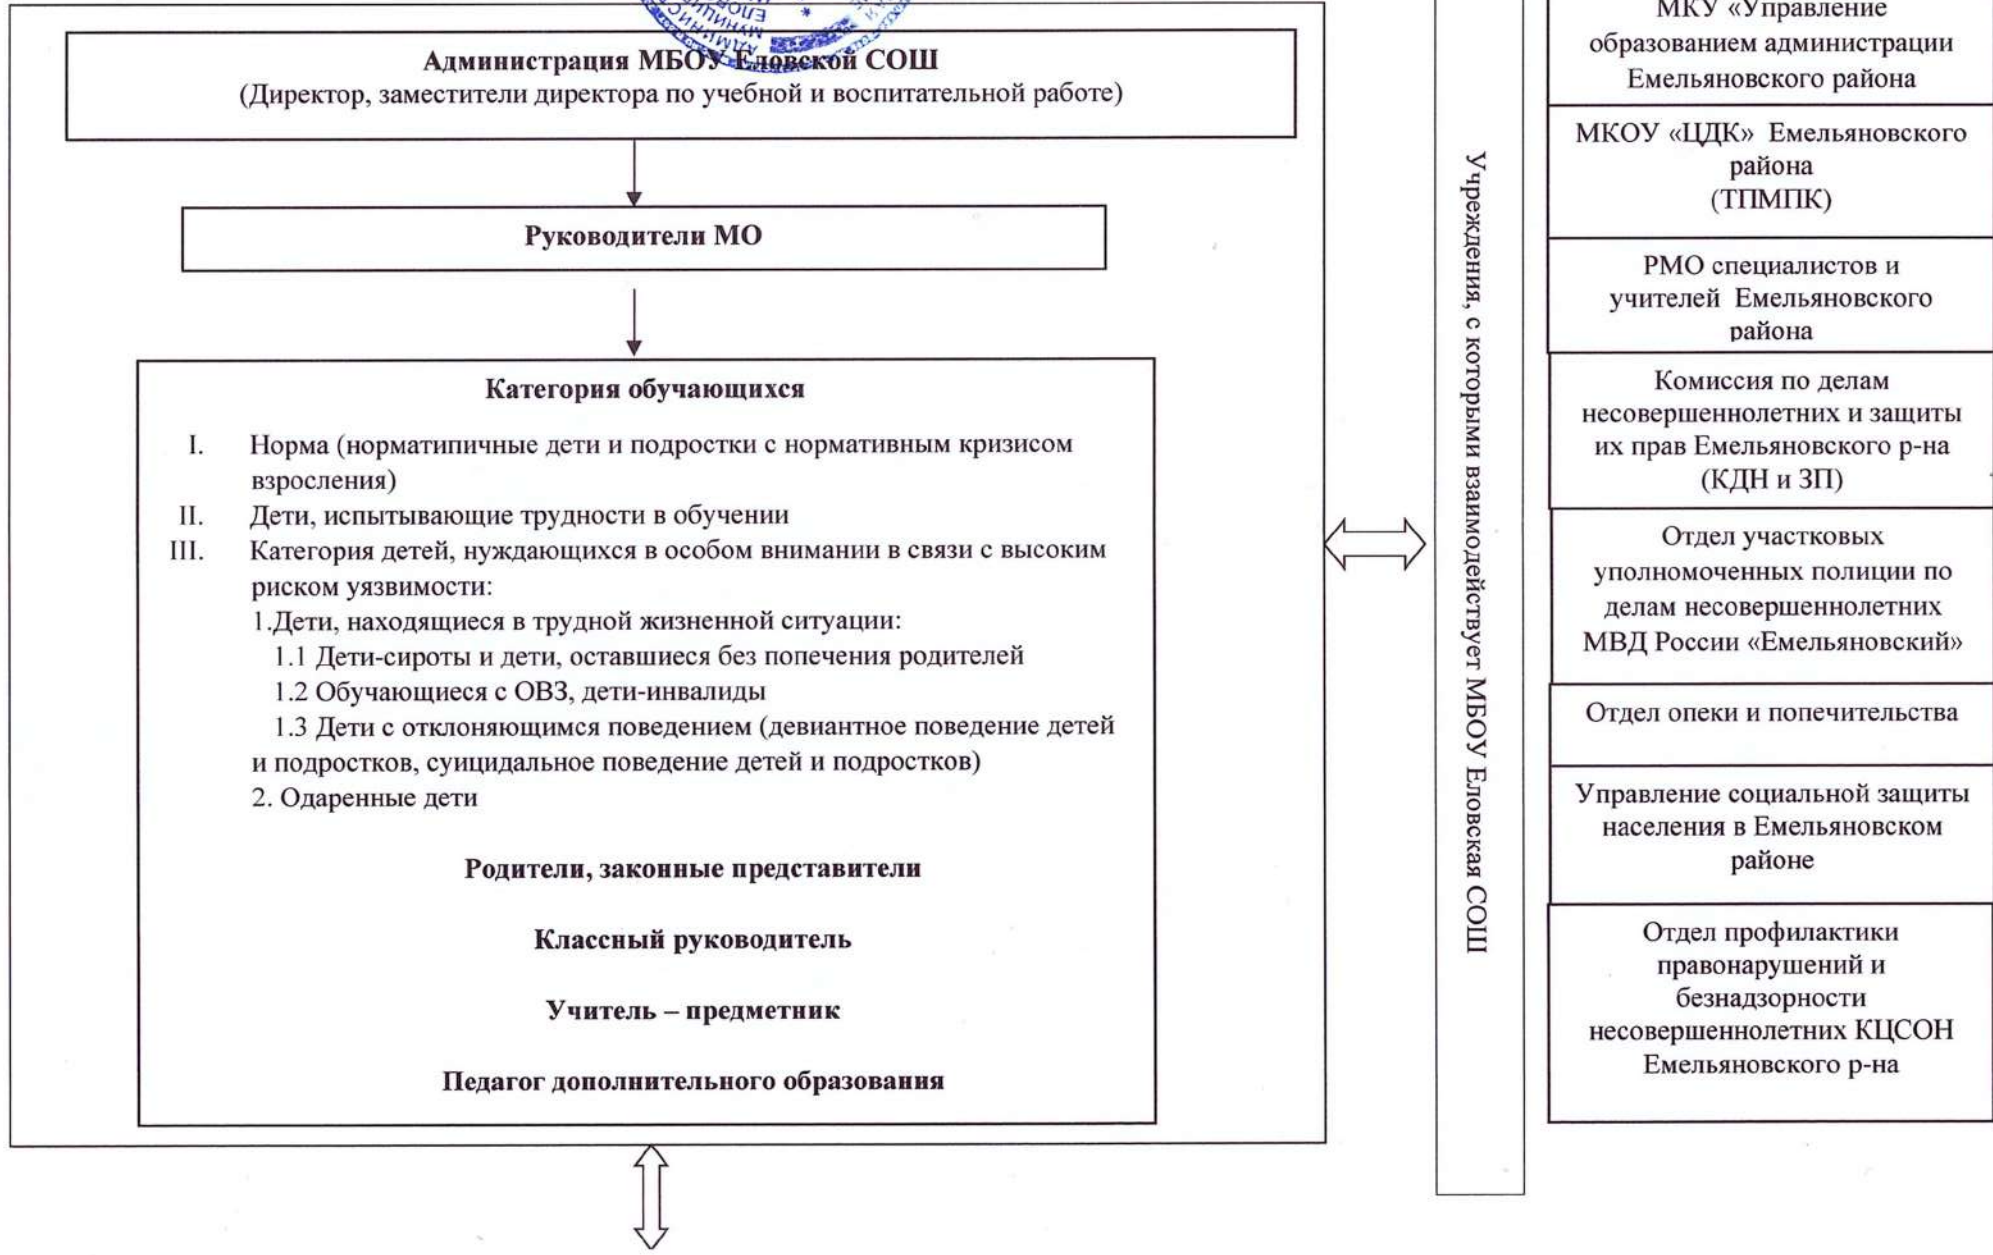 Администрация МБОУ Еловской СОШ
(Директор, заместители директора по учебной и воспитательной работе)
Руководители МО
Категория обучающихся
I. Норма (норматипичные дети и подростки с нормативным кризисом
взросления)
II. Дети, испытывающие трудности в обучении
III. Категория детей, нуждающихся в особом внимании в связи с высоким
риском уязвимости:
1.Дети, находящиеся в трудной жизненной ситуации:
1.1 Дети-сироты и дети, оставшиеся без попечения родителей
1.2 Обучающиеся с ОВЗ, дети-инвалиды
1.3 Дети с отклоняющимся поведением (девиантное поведение детей
и подростков, суицидальное поведение детей и подростков)
2. Одаренные дети
Родители, законные представители
Классный руководитель
Учитель – предметник
Педагог дополнительного образования
Учреждения, с которыми взаимодействует МБОУ Еловская СОШ
МКУ «Управление
образованием администрации
Емельяновского района
МКОУ «ЦДК» Емельяновского
района
(ТПМПК)
РМО специалистов и
учителей Емельяновского
района
Комиссия по делам
несовершеннолетних и защиты
их прав Емельяновского р-на
(КДН и ЗП)
Отдел участковых
уполномоченных полиции по
делам несовершеннолетних
МВД России «Емельяновский»
Отдел опеки и попечительства
Управление социальной защиты
населения в Емельяновском
районе
Отдел профилактики
правонарушений и
безнадзорности
несовершеннолетних КЦСОН
Емельяновского р-на